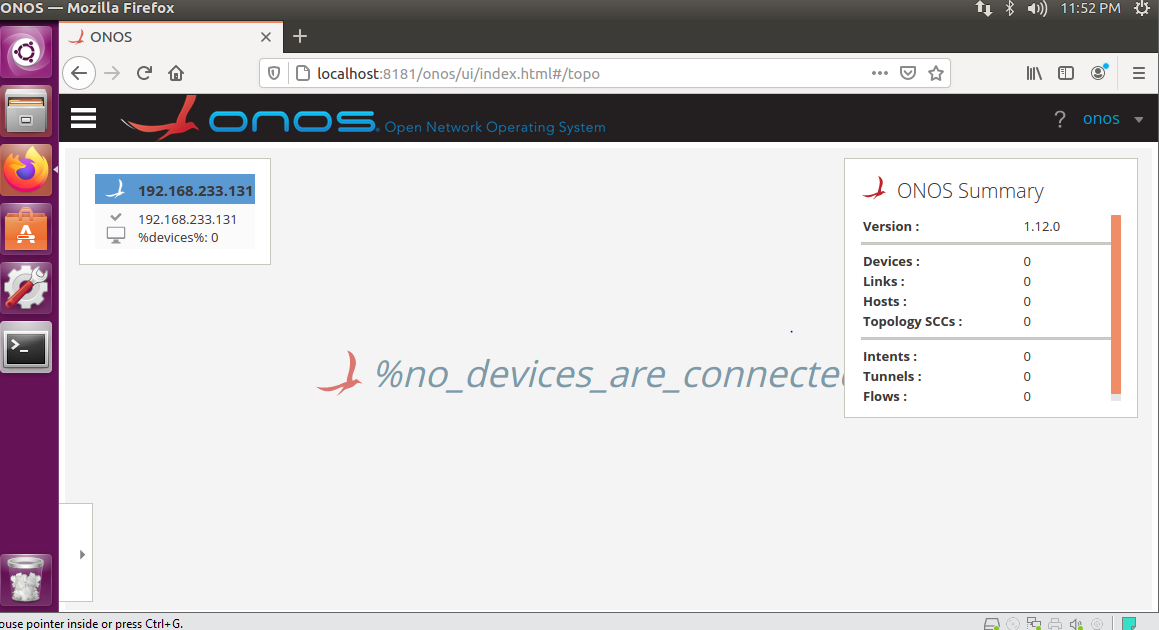 ONOS — Mozilla Firefox
11:52 PM
ONOS
localhost:8181/onos/ui/index.html#/topo
onos. Open Network Operating System
? onos
192.168.233.131
192.168.233.131
%devices%: 0
ONOS Summary
Version : 1.12.0
Devices : 0
Links : 0
Hosts : 0
Topology SCCs : 0
Intents : 0
Tunnels : 0
Flows : 0
%no_devices_are_connected
ouse pointer inside or press Ctrl+G.